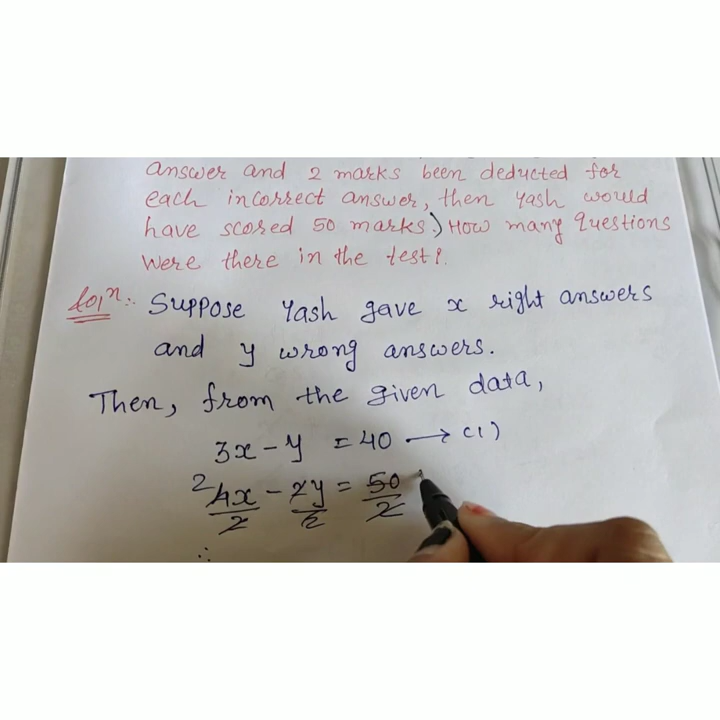 answer and 2 marks been deducted for
each incorrect answer, then Yash would
have scored 50 marks.) How many questions
were there in the test?
Solⁿ:. Suppose Yash gave x right answers
and y wrong answers.
Then, from the given data,
3x - y = 40 → (1)
2 4x/2 - 2y/2 = 50/2
∴